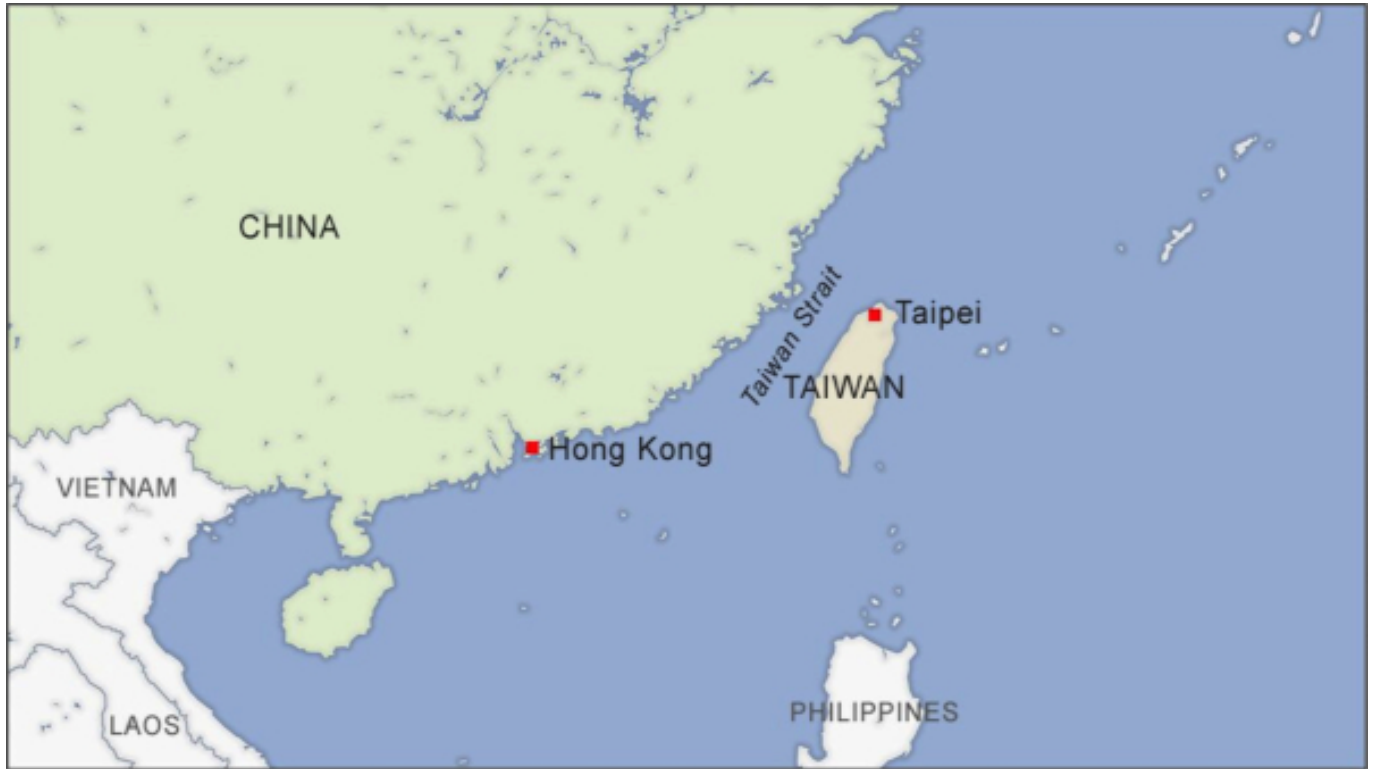 CHINA
Taiwan Strait
Taipei
TAIWAN
Hong Kong
VIETNAM
PHILIPPINES
LAOS